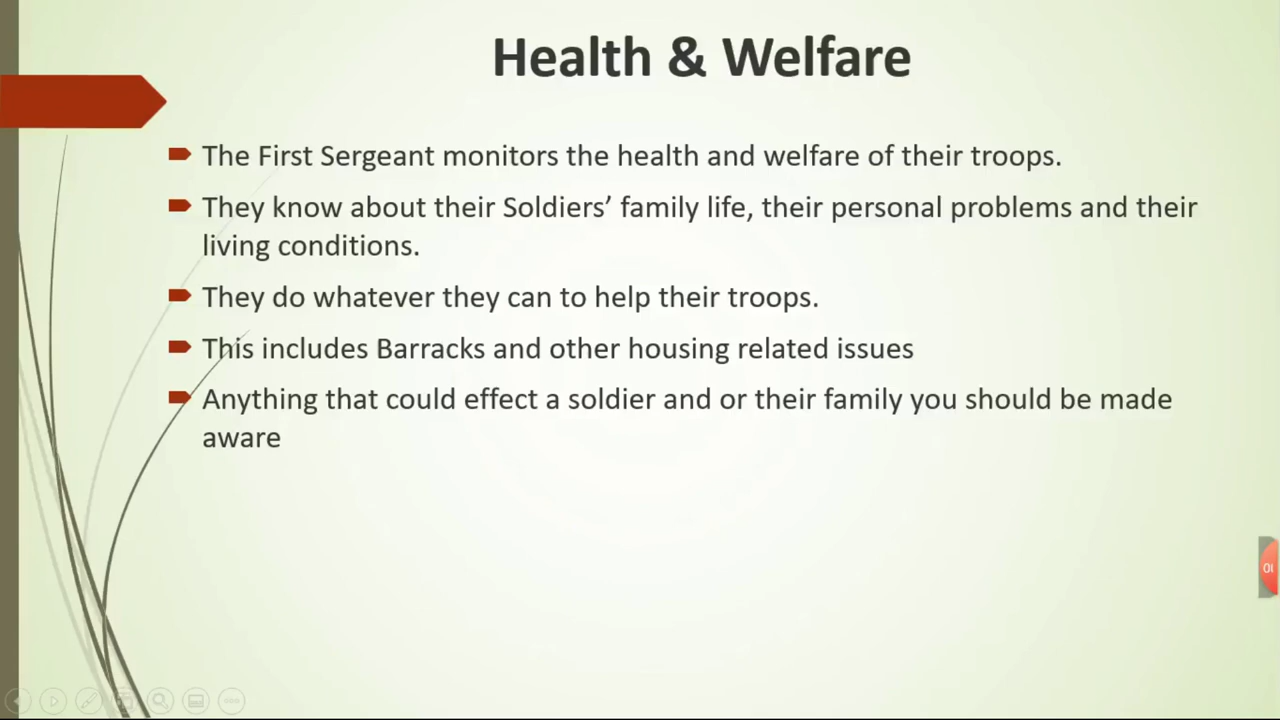 Health & Welfare
The First Sergeant monitors the health and welfare of their troops.
They know about their Soldiers’ family life, their personal problems and their
living conditions.
They do whatever they can to help their troops.
This includes Barracks and other housing related issues
Anything that could effect a soldier and or their family you should be made
aware